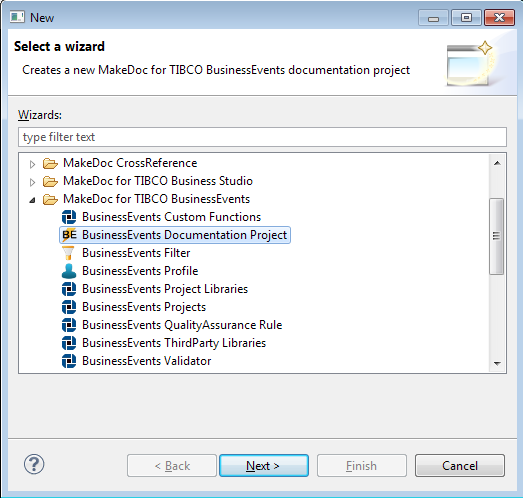 New
Select a wizard
Creates a new MakeDoc for TIBCO BusinessEvents documentation project
Wizards:
type filter text
MakeDoc CrossReference
MakeDoc for TIBCO Business Studio
MakeDoc for TIBCO BusinessEvents
BusinessEvents Custom Functions
BE BusinessEvents Documentation Project
BusinessEvents Filter
BusinessEvents Profile
BusinessEvents Project Libraries
BusinessEvents Projects
BusinessEvents QualityAssurance Rule
BusinessEvents ThirdParty Libraries
BusinessEvents Validator
? < Back Next > Finish Cancel